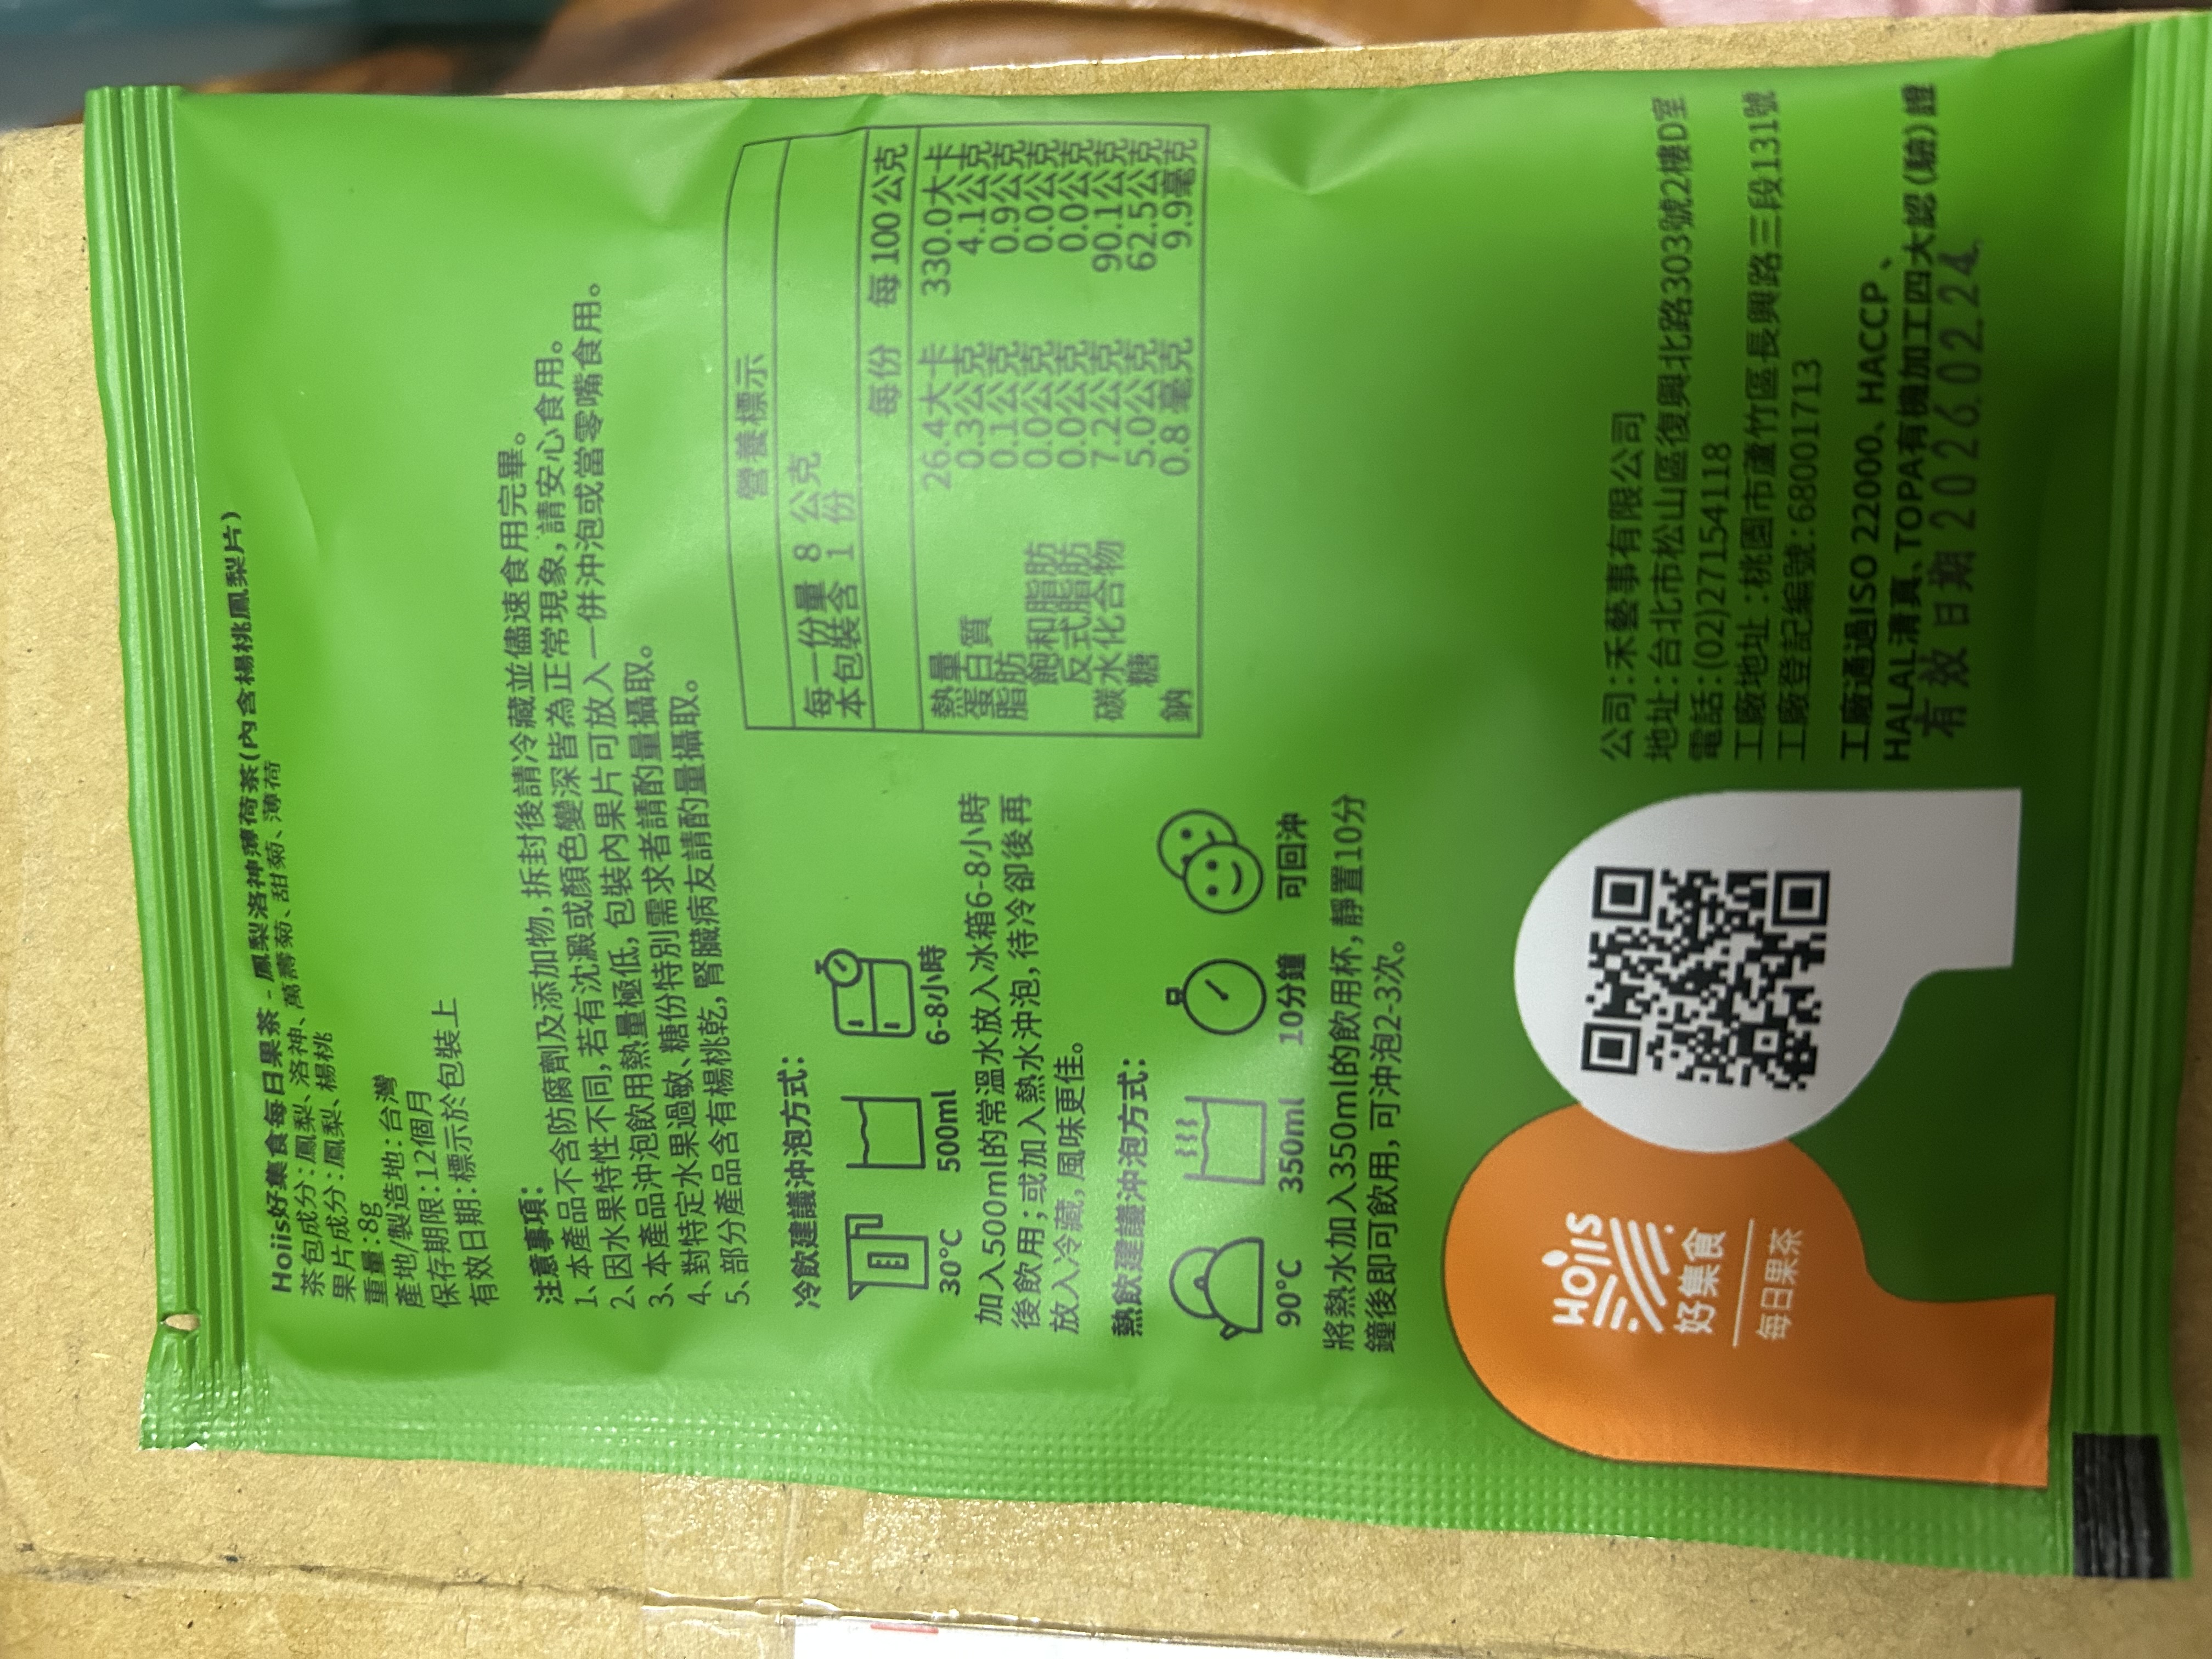 Hojis好集食每日果茶 - 鳳梨洛神薄荷茶(內含楊桃鳳梨片)
茶包成分:鳳梨、洛神、萬壽菊、甜菊、薄荷
果片成分:鳳梨、楊桃
重量:8g
產地/製造地:台灣
保存期限:12個月
有效日期:標示於包裝上
注意事項:
1、本產品不含防腐劑及添加物,拆封後請冷藏並儘速食用完畢。
2、因水果特性不同,若有沈澱或顏色變深皆為正常現象,請安心食用。
3、本產品沖泡飲用熱量極低,包裝內果片可放入一併沖泡或當零嘴食用。
4、對特定水果過敏、糖份特別需求者請酌量攝取。
5、部分產品含有楊桃乾,腎臟病友請酌量攝取。
營養標示
每一份量 8 公克
本包裝含 1 份
每份 每 100 公克
熱量 26.4大卡 330.0大卡
蛋白質 0.3公克 4.1公克
脂肪 0.1公克 0.9公克
飽和脂肪 0.0公克 0.0公克
反式脂肪 0.0公克 0.0公克
碳水化合物 7.2公克 90.1公克
糖 5.0公克 62.5公克
鈉 0.8 毫克 9.9毫克
冷飲建議沖泡方式:
30°C 500ml 6-8小時
加入500ml的常溫水放入冰箱6-8小時
後飲用;或加入熱水沖泡,待冷卻後再
放入冷藏,風味更佳。
熱飲建議沖泡方式:
90°C 350ml 10分鐘 可回沖
將熱水加入350ml的飲用杯,靜置10分
鐘後即可飲用,可沖泡2-3次。
Hojis
好集食
每日果茶
公司:禾藝事有限公司
地址:台北市松山區復興北路303號2樓D室
電話:(02)27154118
工廠地址:桃園市蘆竹區長興路三段131號
工廠登記編號:68001713
工廠通過ISO 22000、HACCP、
HALAL清真、TOPA有機加工四大認(驗)證
有效日期 2026.02.24